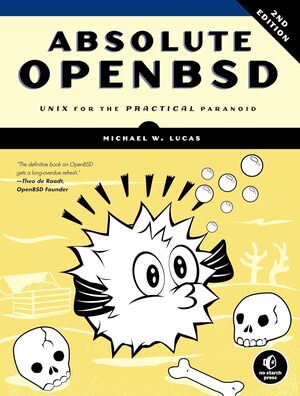 ABSOLUTE
OPENBSD
2ND EDITION
UNIX FOR THE PRACTICAL PARANOID
MICHAEL W. LUCAS
"The definitive book on OpenBSD
gets a long-overdue refresh."
—Theo de Raadt,
OpenBSD Founder
no starch
press